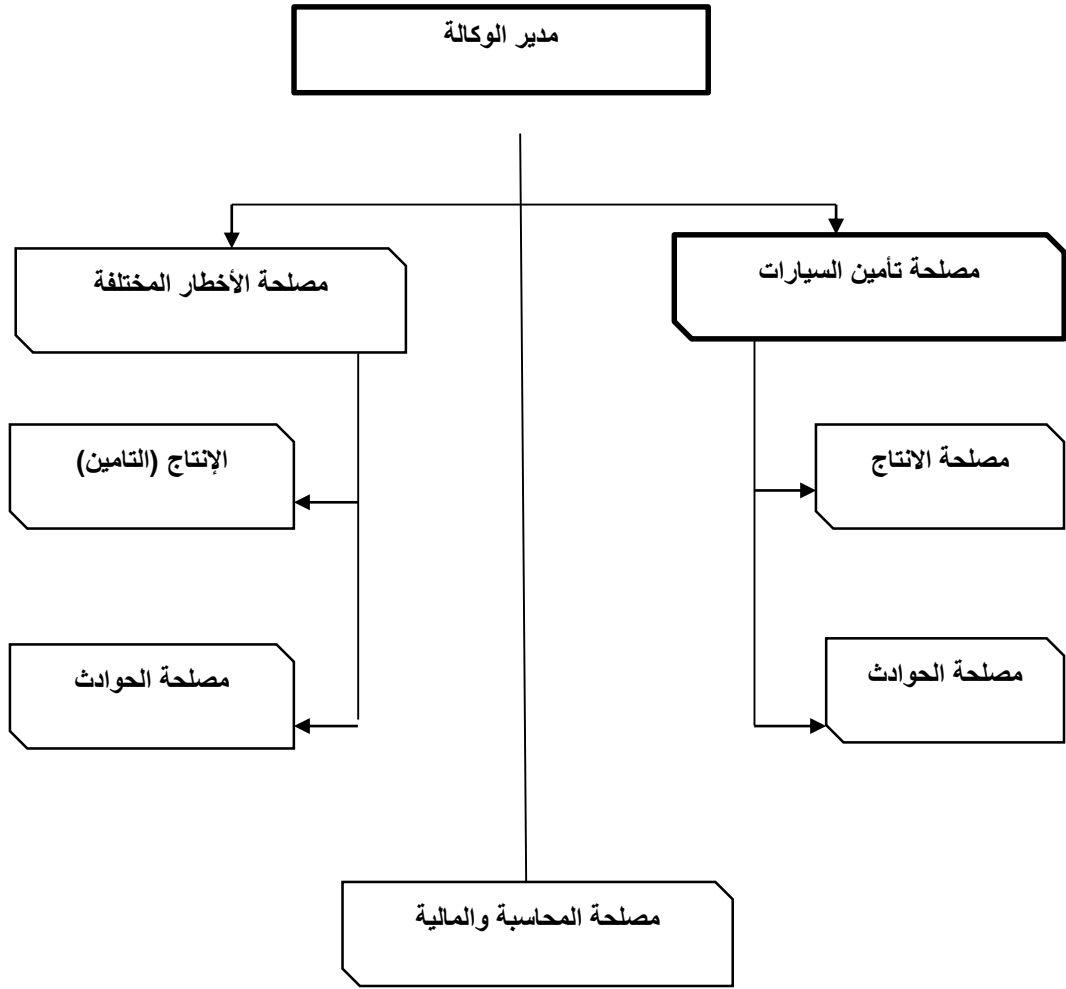 مدير الوكالة
مصلحة تأمين السيارات
مصلحة الأخطار المختلفة
مصلحة الانتاج
الإنتاج (التامين)
مصلحة الحوادث
مصلحة الحوادث
مصلحة المحاسبة والمالية